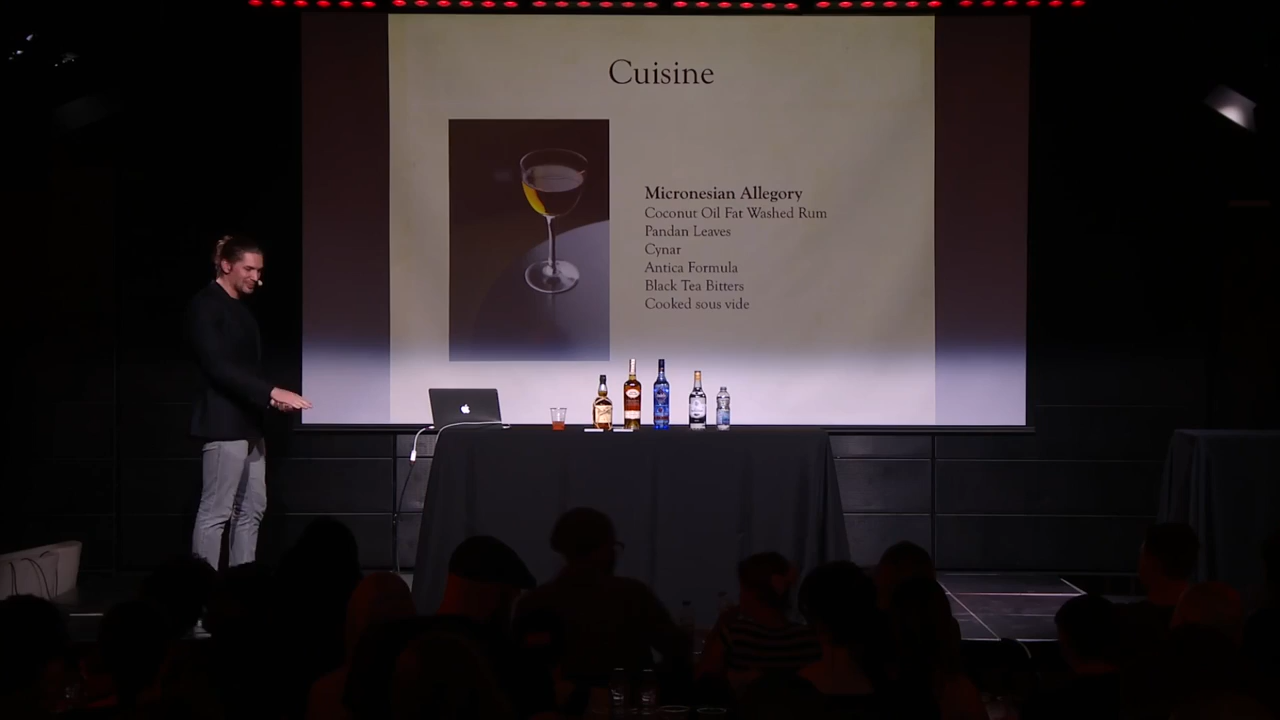 Cuisine
Micronesian Allegory
Coconut Oil Fat Washed Rum
Pandan Leaves
Cynar
Antica Formula
Black Tea Bitters
Cooked sous vide